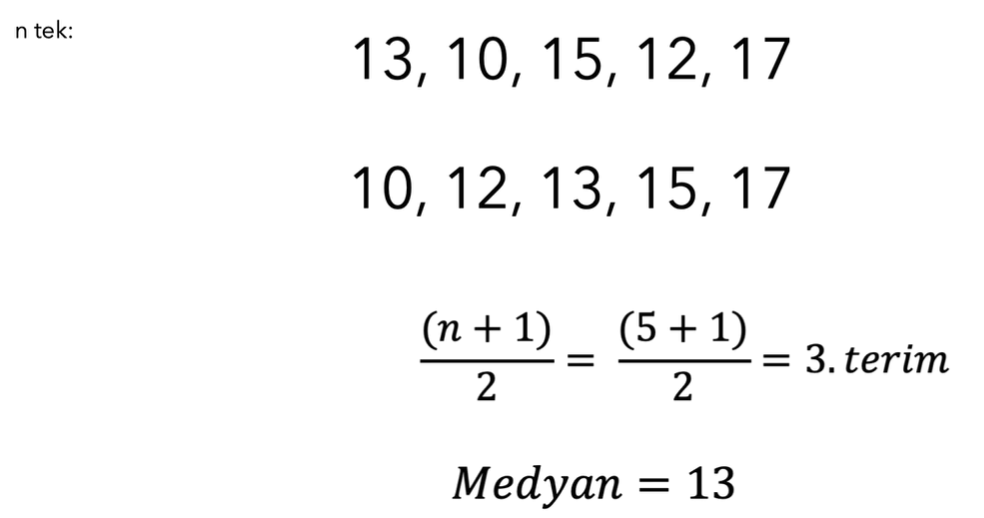 n tek:
13, 10, 15, 12, 17
10, 12, 13, 15, 17
(n + 1)/2 = (5 + 1)/2 = 3. terim
Medyan = 13